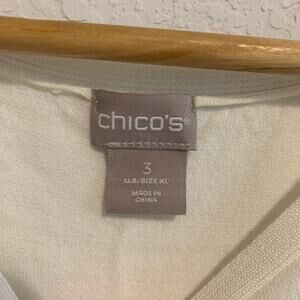 chico's®
3
U.S. SIZE XL
MADE IN
CHINA